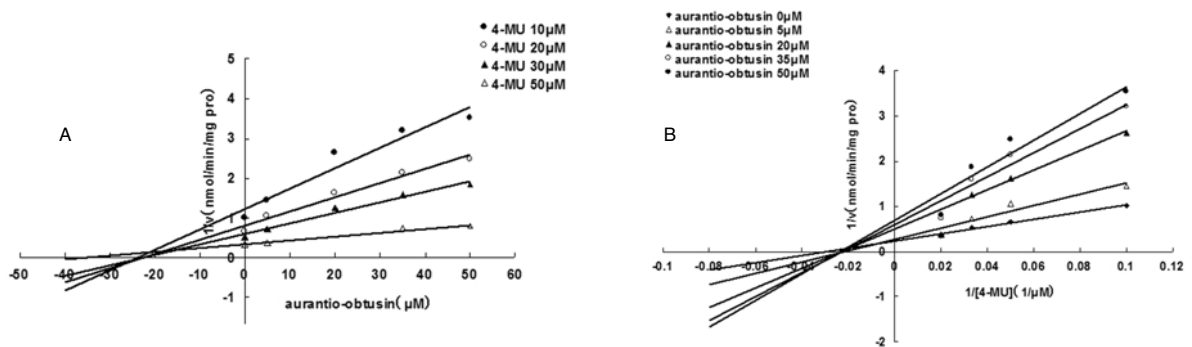 4-MU 10µM
4-MU 20µM
4-MU 30µM
4-MU 50µM
A
1/v(nmol/min/mg pro)
5
4
3
2
1
0
-1
-50 -40 -30 -20 -10 0 10 20 30 40 50 60
aurantio-obtusin(µM)
aurantio-obtusin 0µM
aurantio-obtusin 5µM
aurantio-obtusin 20µM
aurantio-obtusin 35µM
aurantio-obtusin 50µM
B
1/v(nmol/min/mg pro)
4
3
2
1
0
-1
-2
-0.1 -0.08 -0.06 -0.04 -0.02 0 0.02 0.04 0.06 0.08 0.1 0.12
1/[4-MU](1/µM)